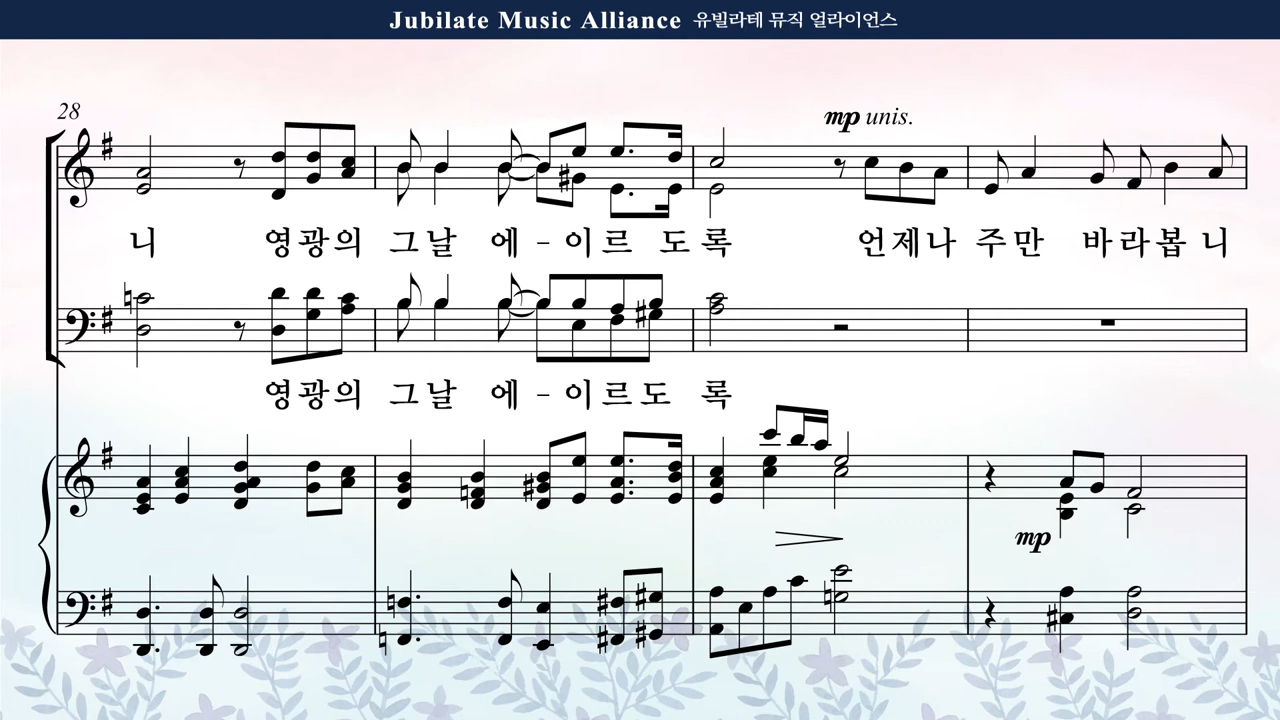 Jubilate Music Alliance 유빌라테 뮤직 얼라이언스
28
mp unis.
니 영광의 그날 에-이르 도록 언제나 주만 바라봅니
영광의 그날 에-이르도 록
mp